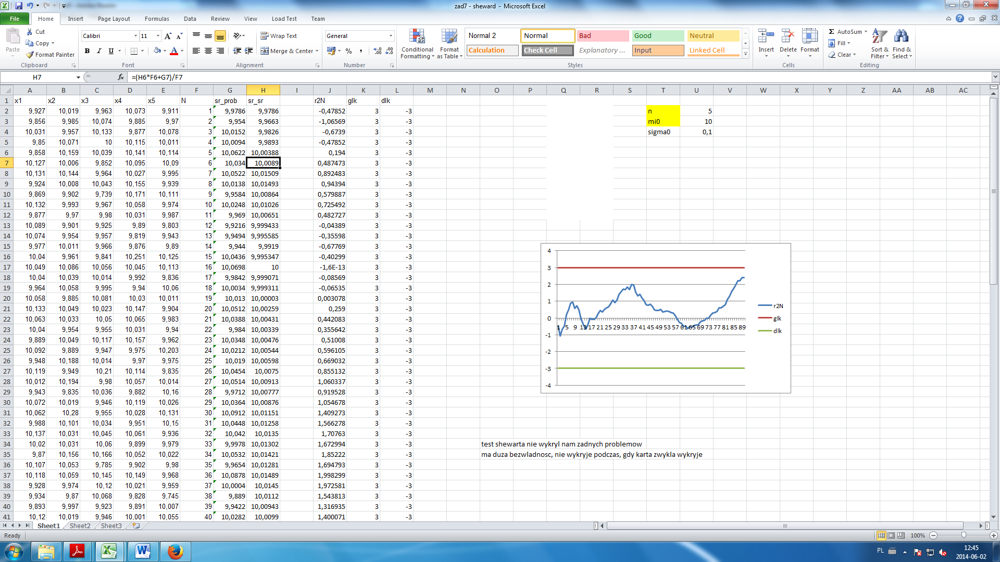 zad7 - sheward - Microsoft Excel
File Home Insert Page Layout Formulas Data Review View Load Test Team
Paste Cut Copy Format Painter Clipboard
Calibri 11 Font
Wrap Text Merge & Center Alignment
General Number
Conditional Formatting Format as Table
Normal 2 Normal Bad Good Neutral
Calculation Check Cell Explanatory ... Input Linked Cell
Styles
Insert Delete Format Cells
AutoSum Fill Clear Sort & Filter Find & Select Editing
H7 fx =(H6*F6+G7)/F7
A B C D E F G H I J K L M N O P Q R S T U V W X Y Z AA AB AC
1 x1 x2 x3 x4 x5 N sr_prob sr_sr r2N glk dlk
2 9,927 10,019 9,963 10,073 9,911 1 9,9786 9,9786 -0,47852 3 -3 n 5
3 9,856 9,985 10,074 9,885 9,97 2 9,954 9,9663 -1,06569 3 -3 mi0 10
4 10,031 9,957 10,133 9,877 10,078 3 10,0152 9,9826 -0,6739 3 -3 sigma0 0,1
5 9,85 10,071 10 10,115 10,011 4 10,0094 9,9893 -0,47852 3 -3
6 9,858 10,159 10,039 10,141 10,114 5 10,0622 10,00388 0,194 3 -3
7 10,127 10,006 9,852 10,095 10,09 6 10,034 10,0089 0,487473 3 -3
8 10,131 10,144 9,964 10,027 9,995 7 10,0522 10,01509 0,892483 3 -3
9 9,924 10,008 10,043 10,155 9,939 8 10,0138 10,01493 0,94394 3 -3
10 9,869 9,902 9,739 10,171 10,111 9 9,9584 10,00864 0,579887 3 -3
11 10,132 9,993 9,967 10,058 9,974 10 10,0248 10,01026 0,725492 3 -3
12 9,877 9,97 9,98 10,031 9,987 11 9,969 10,00651 0,482727 3 -3
13 10,089 9,901 9,925 9,89 9,803 12 9,9216 9,999433 -0,04389 3 -3
14 10,074 9,954 9,957 9,819 9,943 13 9,9494 9,995585 -0,35598 3 -3
15 9,977 10,011 9,966 9,876 9,89 14 9,944 9,9919 -0,67769 3 -3
16 10,04 9,961 9,841 10,251 10,125 15 10,0436 9,995347 -0,40299 3 -3
17 10,049 10,086 10,056 10,045 10,113 16 10,0698 10 -1,6E-13 3 -3
18 10,04 10,039 10,014 9,992 9,836 17 9,9842 9,999071 -0,08569 3 -3
19 9,964 10,058 9,995 9,94 10,06 18 10,0034 9,999311 -0,06535 3 -3
20 10,058 9,885 10,081 10,03 10,011 19 10,013 10,00003 0,003078 3 -3
21 10,133 10,049 10,023 10,147 9,904 20 10,0512 10,00259 0,259 3 -3
22 10,063 10,033 10,05 10,065 9,983 21 10,0388 10,00431 0,442083 3 -3
23 10,04 9,954 9,955 10,031 9,94 22 9,984 10,00339 0,355642 3 -3
24 9,889 10,049 10,117 10,157 9,962 23 10,0348 10,00476 0,51008 3 -3
25 10,092 9,889 9,947 9,975 10,203 24 10,0212 10,00544 0,596105 3 -3
26 9,948 10,188 10,014 9,97 9,975 25 10,019 10,00598 0,669032 3 -3
27 10,119 9,949 10,21 10,114 9,835 26 10,0454 10,0075 0,855132 3 -3
28 10,012 10,194 9,98 10,057 10,014 27 10,0514 10,00913 1,060337 3 -3
29 9,943 9,835 10,036 9,882 10,16 28 9,9712 10,00777 0,919528 3 -3
30 10,072 10,019 9,946 10,119 10,026 29 10,0364 10,00876 1,054678 3 -3
31 10,062 10,28 9,955 10,028 10,131 30 10,0912 10,01151 1,409273 3 -3
32 9,988 10,101 10,034 9,951 10,15 31 10,0448 10,01258 1,566278 3 -3
33 10,137 10,031 10,045 10,061 9,936 32 10,042 10,0135 1,70763 3 -3
34 10,02 10,031 10,06 9,899 9,979 33 9,9978 10,01302 1,672994 3 -3
35 9,87 10,156 10,166 10,052 10,022 34 10,0532 10,01421 1,85222 3 -3
36 10,107 10,053 9,785 9,902 9,98 35 9,9654 10,01281 1,694793 3 -3
37 10,118 10,059 10,145 10,149 9,968 36 10,0878 10,01489 1,998299 3 -3
38 9,928 9,974 10,12 10,021 9,959 37 10,0004 10,0145 1,972581 3 -3
39 9,934 9,87 10,068 9,828 9,745 38 9,889 10,0112 1,543813 3 -3
40 9,893 9,997 9,923 9,891 10,007 39 9,9422 10,00943 1,316935 3 -3
41 10,12 10,019 9,946 10,001 10,055 40 10,0282 10,0099 1,400071 3 -3
4
3
2
1
0
-1
-2
-3
-4
1 5 9 13 17 21 25 29 33 37 41 45 49 53 57 61 65 69 73 77 81 85 89
r2N
glk
dlk
test shewarta nie wykryl nam zadnych problemow
ma duza bezwladnosc, nie wykryje podczas, gdy karta zwykla wykryje
Sheet1 Sheet2 Sheet3
Ready 100%
PL 12:45
2014-06-02